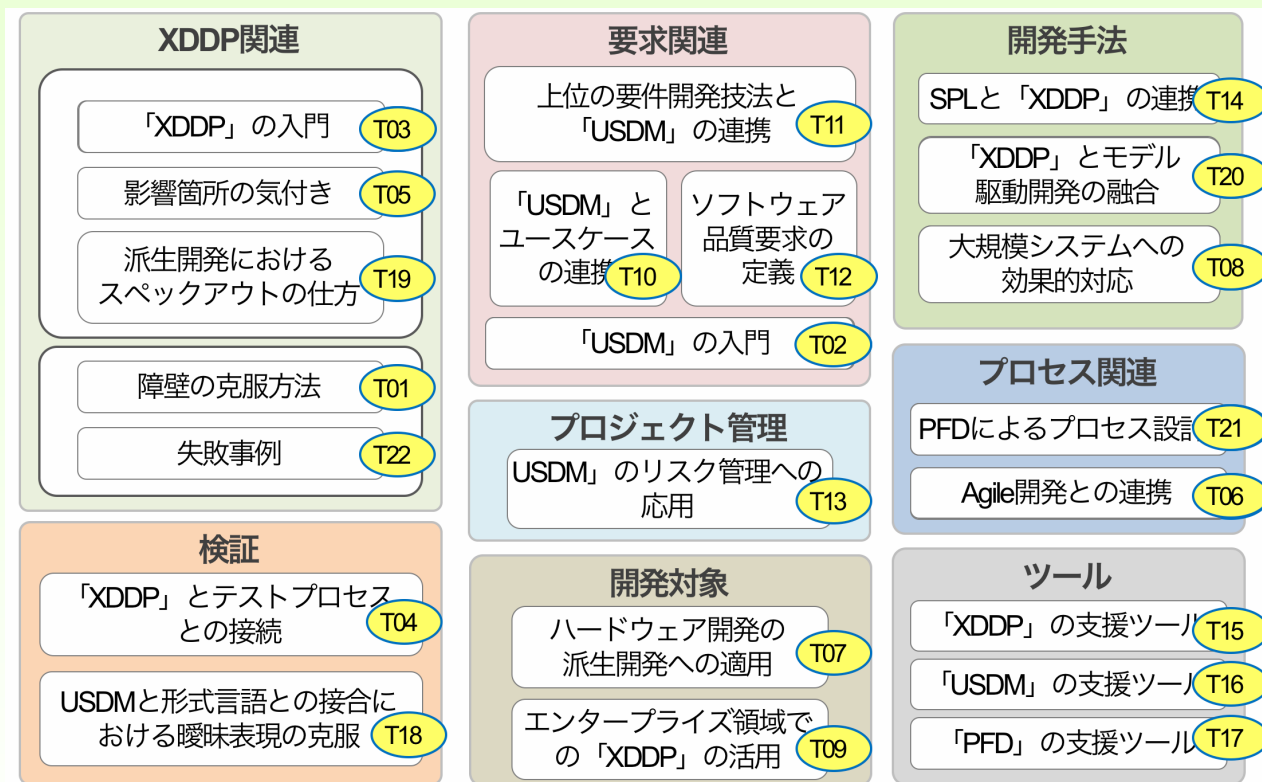 XDDP関連
「XDDP」の入門
T03
影響箇所の気付き
T05
派生開発における
スペックアウトの仕方
T19
障壁の克服方法
T01
失敗事例
T22
検証
「XDDP」とテストプロセス
との接続
T04
USDMと形式言語との接合に
おける曖昧表現の克服
T18
要求関連
上位の要件開発技法と
「USDM」の連携
T11
「USDM」と
ユースケース
の連携
T10
ソフトウェア
品質要求の
定義
T12
「USDM」の入門
T02
プロジェクト管理
USDM」のリスク管理への
応用
T13
開発対象
ハードウェア開発の
派生開発への適用
T07
エンタープライズ領域で
の「XDDP」の活用
T09
開発手法
SPLと「XDDP」の連携
T14
「XDDP」とモデル
駆動開発の融合
T20
大規模システムへの
効果的対応
T08
プロセス関連
PFDによるプロセス設計
T21
Agile開発との連携
T06
ツール
「XDDP」の支援ツール
T15
「USDM」の支援ツール
T16
「PFD」の支援ツール
T17